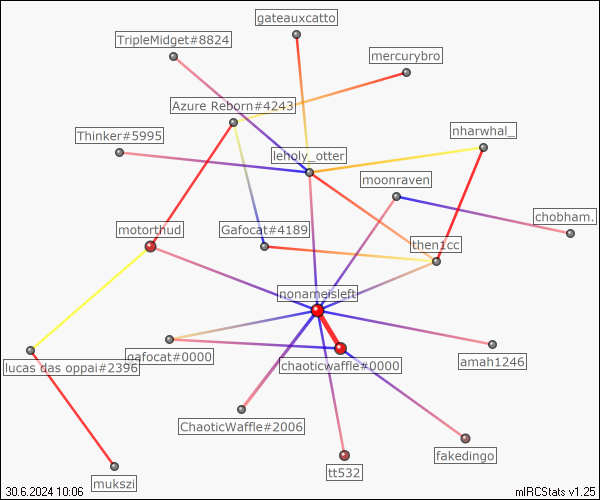 gateauxcatto
TripleMidget#8824
mercurybro
Azure Reborn#4243
Thinker#5995
nharwhal_
leholy_otter
moonraven
chobham.
motorthud
Gafocat#4189
then1cc
nonameisleft
gafocat#0000
chaoticwaffle#0000
amah1246
lucas das oppai#2396
ChaoticWaffle#2006
fakedingo
tt532
mukszi
30.6.2024 10:06
mIRCStats v1.25